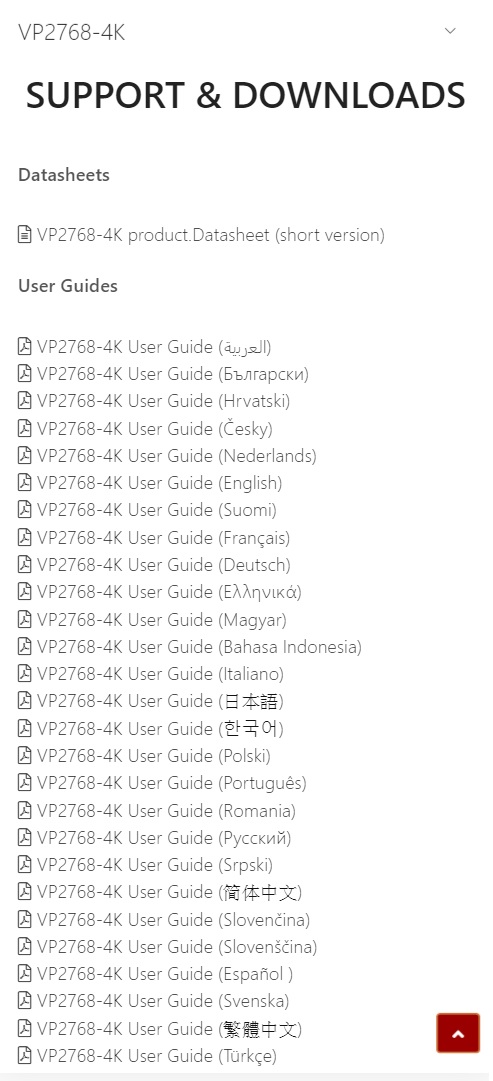 VP2768-4K
SUPPORT & DOWNLOADS
Datasheets
VP2768-4K product.Datasheet (short version)
User Guides
VP2768-4K User Guide (العربية)
VP2768-4K User Guide (Български)
VP2768-4K User Guide (Hrvatski)
VP2768-4K User Guide (Česky)
VP2768-4K User Guide (Nederlands)
VP2768-4K User Guide (English)
VP2768-4K User Guide (Suomi)
VP2768-4K User Guide (Français)
VP2768-4K User Guide (Deutsch)
VP2768-4K User Guide (Ελληνικά)
VP2768-4K User Guide (Magyar)
VP2768-4K User Guide (Bahasa Indonesia)
VP2768-4K User Guide (Italiano)
VP2768-4K User Guide (日本語)
VP2768-4K User Guide (한국어)
VP2768-4K User Guide (Polski)
VP2768-4K User Guide (Português)
VP2768-4K User Guide (Romania)
VP2768-4K User Guide (Русский)
VP2768-4K User Guide (Srpski)
VP2768-4K User Guide (简体中文)
VP2768-4K User Guide (Slovenčina)
VP2768-4K User Guide (Slovenščina)
VP2768-4K User Guide (Español )
VP2768-4K User Guide (Svenska)
VP2768-4K User Guide (繁體中文)
VP2768-4K User Guide (Türkçe)